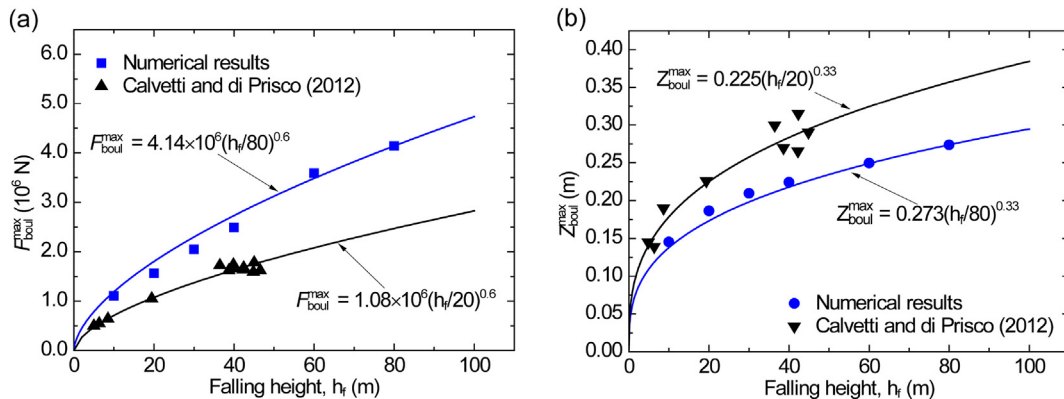 (a)
6.0
5.0
4.0
3.0
2.0
1.0
0.0
F^max_boul (10^6 N)
Numerical results
Calvetti and di Prisco (2012)
F^max_boul = 4.14×10^6(h_f/80)^0.6
F^max_boul = 1.08×10^6(h_f/20)^0.6
0 20 40 60 80 100
Falling height, h_f (m)
(b)
0.40
0.35
0.30
0.25
0.20
0.15
0.10
0.05
0.00
Z^max_boul (m)
Z^max_boul = 0.225(h_f/20)^0.33
Z^max_boul = 0.273(h_f/80)^0.33
Numerical results
Calvetti and di Prisco (2012)
0 20 40 60 80 100
Falling height, h_f (m)